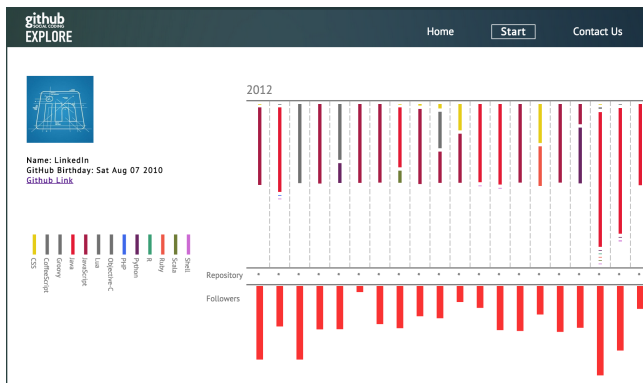 github
SOCIAL CODING
EXPLORE
Home
Start
Contact Us
2012
Name: LinkedIn
GitHub Birthday: Sat Aug 07 2010
Github Link
CSS
CoffeeScript
Groovy
Java
JavaScript
Lua
Objective-C
PHP
Python
R
Ruby
Scala
Shell
Repository
Followers